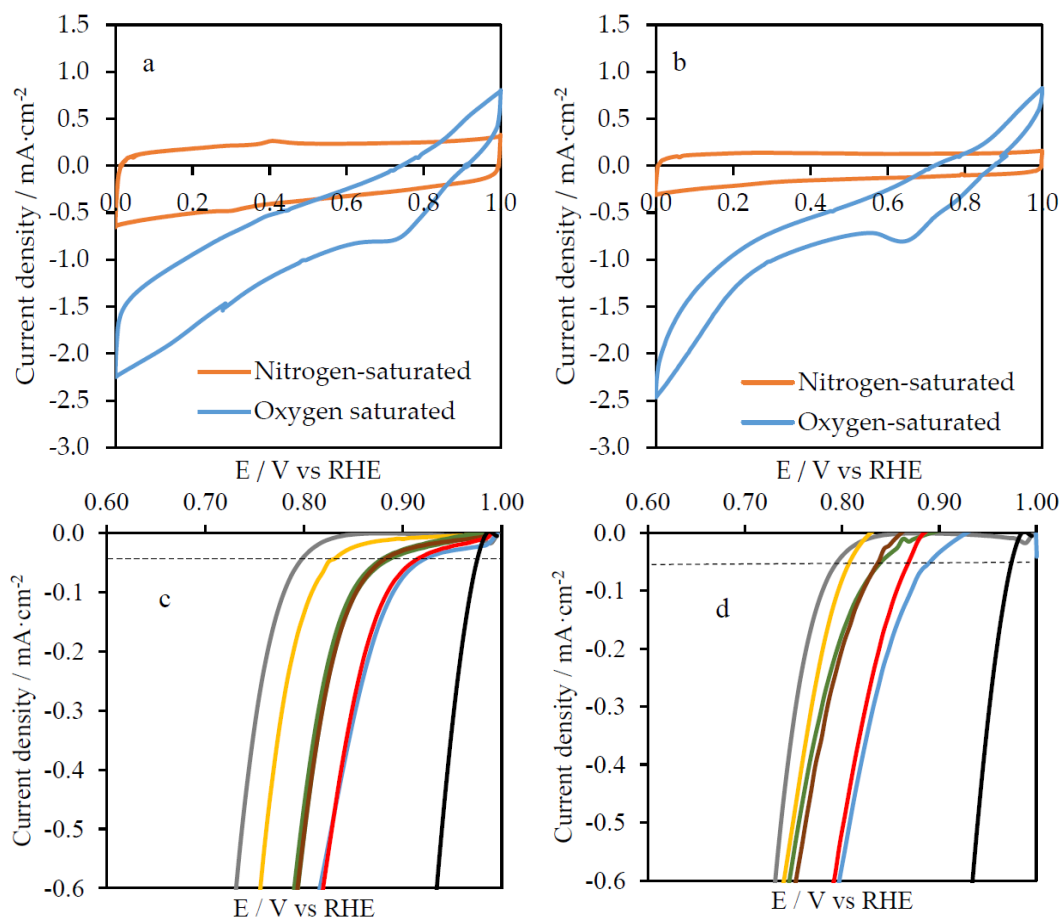 1.5
a
1.0
0.5
0.0
0.0 0.2 0.4 0.6 0.8 1.0
-0.5
-1.0
-1.5
-2.0
-2.5
-3.0
Current density / mA·cm⁻²
Nitrogen-saturated
Oxygen saturated
E / V vs RHE
1.5
b
1.0
0.5
0.0
0.0 0.2 0.4 0.6 0.8 1.0
-0.5
-1.0
-1.5
-2.0
-2.5
-3.0
Current density / mA·cm⁻²
Nitrogen-saturated
Oxygen-saturated
E / V vs RHE
0.60 0.70 0.80 0.90 1.00
0.0
-0.1
c
-0.2
-0.3
-0.4
-0.5
-0.6
Current density / mA·cm⁻²
E / V vs RHE
0.60 0.70 0.80 0.90 1.00
0.0
-0.1
d
-0.2
-0.3
-0.4
-0.5
-0.6
Current density / mA·cm⁻²
E / V vs RHE